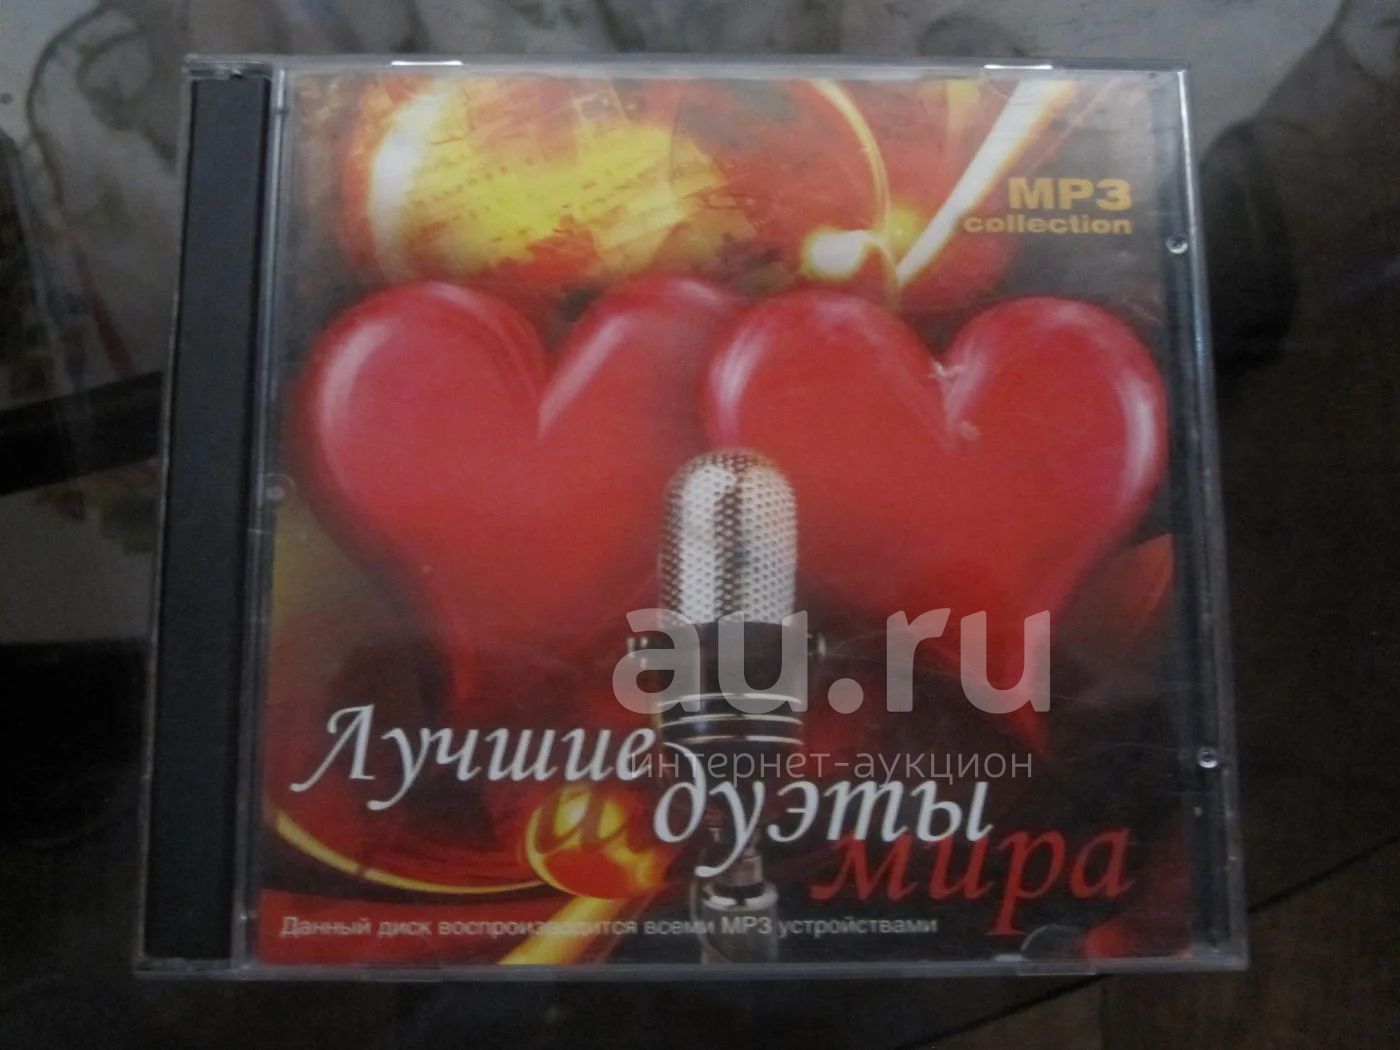 MP3
collection
au.ru
интернет-аукцион
Лучшие
дуэты
мира
Данный диск воспроизводится всеми MP3 устройствами